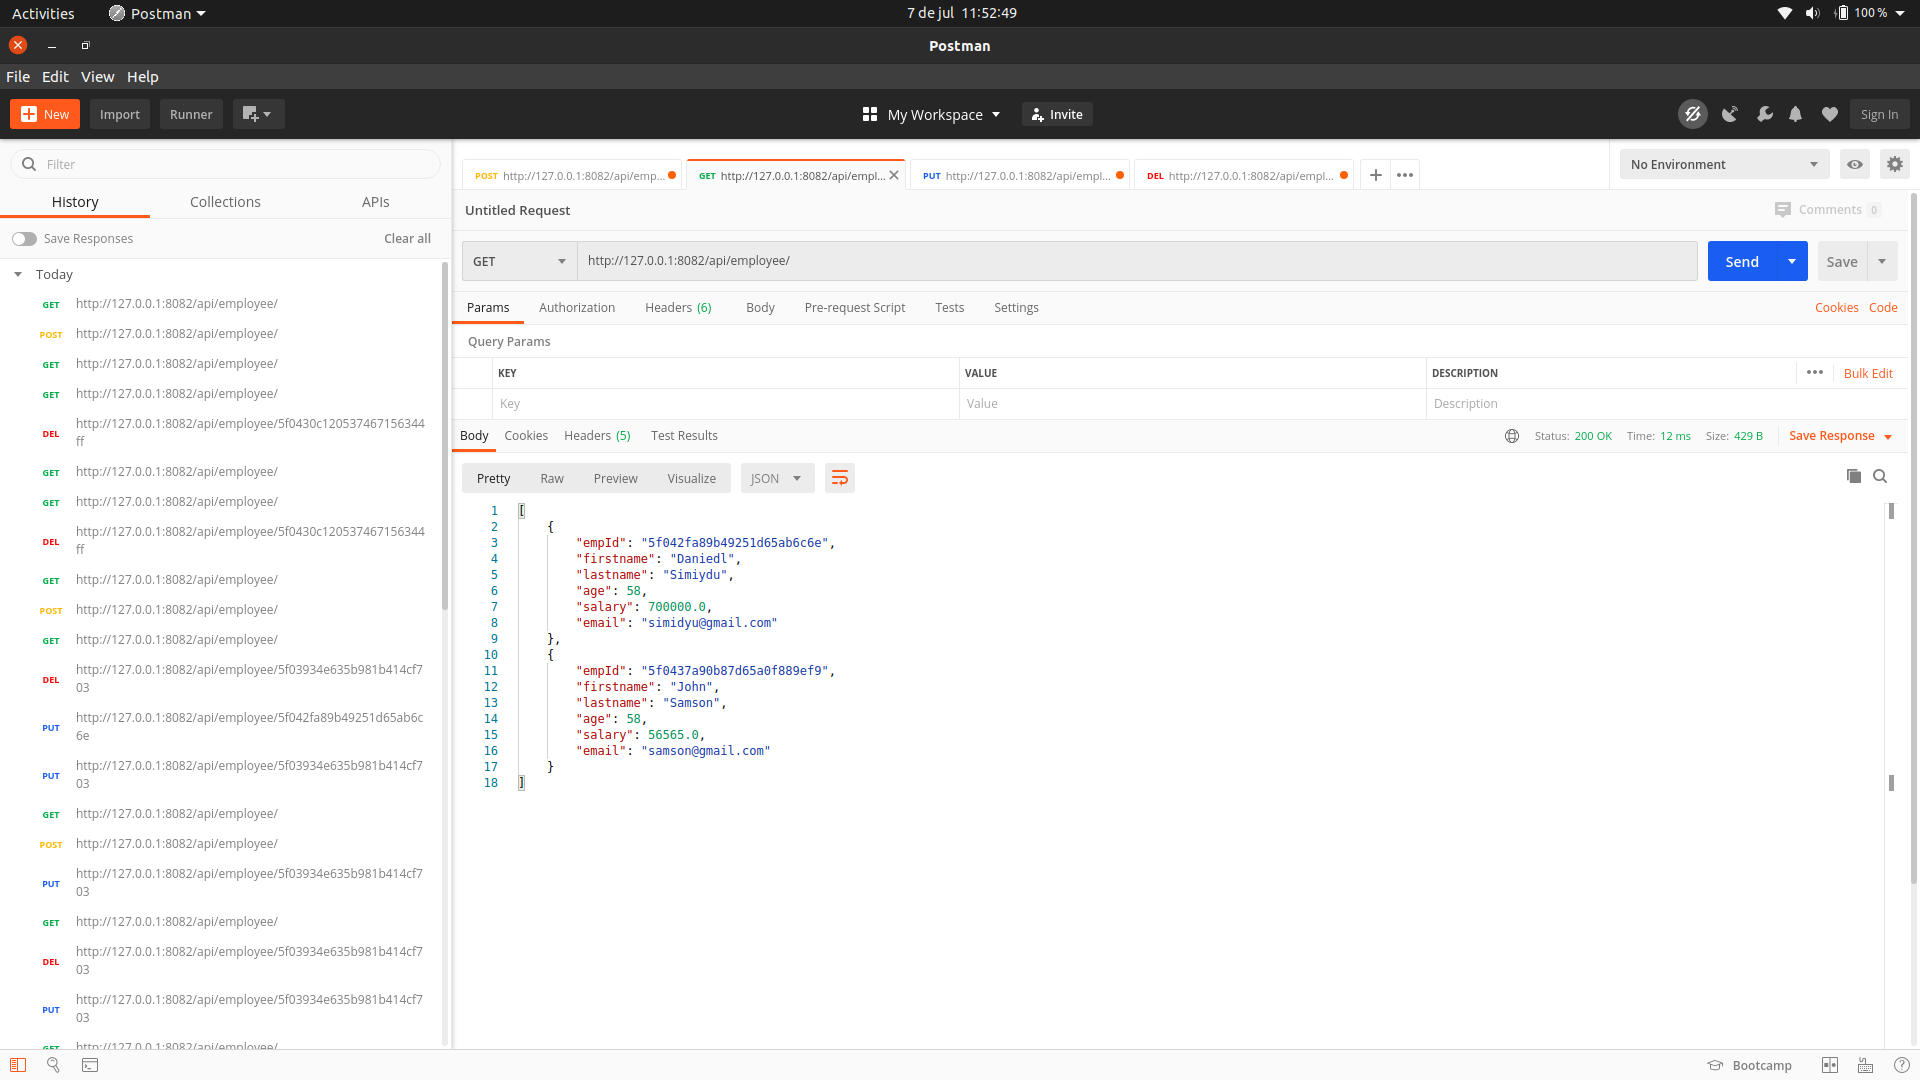 Activities Postman 7 de jul 11:52:49 100 %
Postman
File Edit View Help
New Import Runner My Workspace Invite Sign In
Filter
History Collections APIs
Save Responses Clear all
Today
GET http://127.0.0.1:8082/api/employee/
POST http://127.0.0.1:8082/api/employee/
GET http://127.0.0.1:8082/api/employee/
GET http://127.0.0.1:8082/api/employee/
DEL http://127.0.0.1:8082/api/employee/5f0430c120537467156344
ff
GET http://127.0.0.1:8082/api/employee/
GET http://127.0.0.1:8082/api/employee/
DEL http://127.0.0.1:8082/api/employee/5f0430c120537467156344
ff
GET http://127.0.0.1:8082/api/employee/
POST http://127.0.0.1:8082/api/employee/
GET http://127.0.0.1:8082/api/employee/
DEL http://127.0.0.1:8082/api/employee/5f03934e635b981b414cf7
03
PUT http://127.0.0.1:8082/api/employee/5f042fa89b49251d65ab6c
6e
PUT http://127.0.0.1:8082/api/employee/5f03934e635b981b414cf7
03
GET http://127.0.0.1:8082/api/employee/
POST http://127.0.0.1:8082/api/employee/
PUT http://127.0.0.1:8082/api/employee/5f03934e635b981b414cf7
03
GET http://127.0.0.1:8082/api/employee/
DEL http://127.0.0.1:8082/api/employee/5f03934e635b981b414cf7
03
PUT http://127.0.0.1:8082/api/employee/5f03934e635b981b414cf7
03
GET http://127.0.0.1:8082/api/employee/
POST http://127.0.0.1:8082/api/emp... GET http://127.0.0.1:8082/api/empl... PUT http://127.0.0.1:8082/api/empl... DEL http://127.0.0.1:8082/api/empl... No Environment
Untitled Request Comments 0
GET http://127.0.0.1:8082/api/employee/ Send Save
Params Authorization Headers (6) Body Pre-request Script Tests Settings Cookies Code
Query Params
KEY VALUE DESCRIPTION Bulk Edit
Key Value Description
Body Cookies Headers (5) Test Results Status: 200 OK Time: 12 ms Size: 429 B Save Response
Pretty Raw Preview Visualize JSON
1 [
2 {
3 "empId": "5f042fa89b49251d65ab6c6e",
4 "firstname": "Daniedl",
5 "lastname": "Simiydu",
6 "age": 58,
7 "salary": 700000.0,
8 "email": "simidyu@gmail.com"
9 },
10 {
11 "empId": "5f0437a90b87d65a0f889ef9",
12 "firstname": "John",
13 "lastname": "Samson",
14 "age": 58,
15 "salary": 56565.0,
16 "email": "samson@gmail.com"
17 }
18 ]
Bootcamp